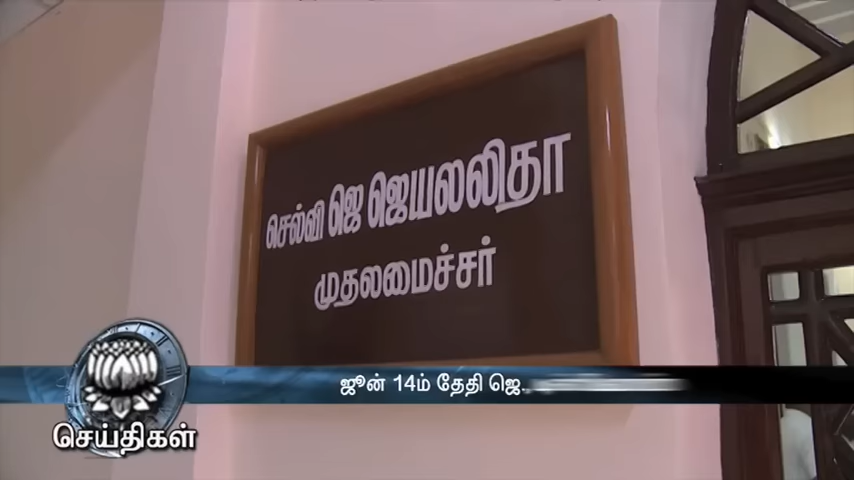 செல்வி ஜெ ஜெயலலிதா
முதலமைச்சர்
ஜூன் 14ம் தேதி ஜெ.
செய்திகள்